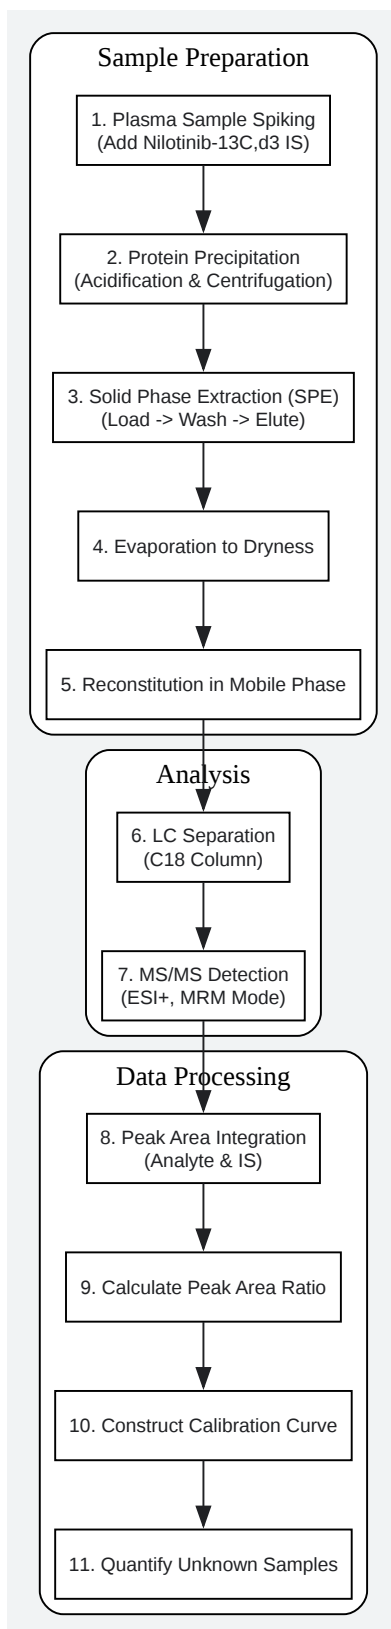 Sample Preparation
1. Plasma Sample Spiking
(Add Nilotinib-13C,d3 IS)
2. Protein Precipitation
(Acidification & Centrifugation)
3. Solid Phase Extraction (SPE)
(Load -> Wash -> Elute)
4. Evaporation to Dryness
5. Reconstitution in Mobile Phase
Analysis
6. LC Separation
(C18 Column)
7. MS/MS Detection
(ESI+, MRM Mode)
Data Processing
8. Peak Area Integration
(Analyte & IS)
9. Calculate Peak Area Ratio
10. Construct Calibration Curve
11. Quantify Unknown Samples